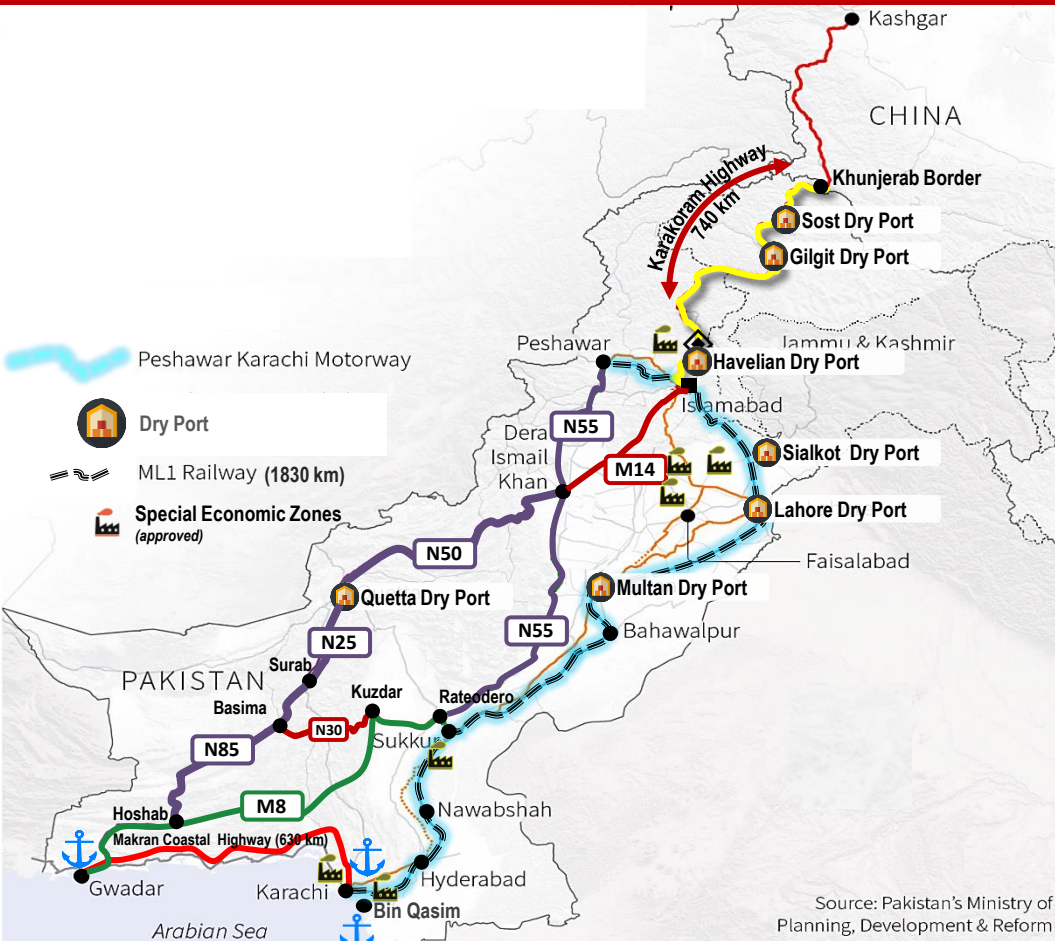 Kashgar
CHINA
Karakoram Highway
740 km
Khunjerab Border
Sost Dry Port
Gilgit Dry Port
Peshawar
Jammu & Kashmir
Peshawar Karachi Motorway
Havelian Dry Port
Islamabad
Dry Port
N55
Dera
Ismail
Khan
Sialkot Dry Port
M14
ML1 Railway (1830 km)
Special Economic Zones
(approved)
Lahore Dry Port
N50
Faisalabad
Quetta Dry Port
Multan Dry Port
N25
N55
Bahawalpur
Surab
PAKISTAN
Kuzdar
Rateodero
Basima
N30
Sukkur
N85
M8
Hoshab
Nawabshah
Makran Coastal Highway (630 km)
Gwadar
Karachi
Hyderabad
Bin Qasim
Arabian Sea
Source: Pakistan's Ministry of
Planning, Development & Reform